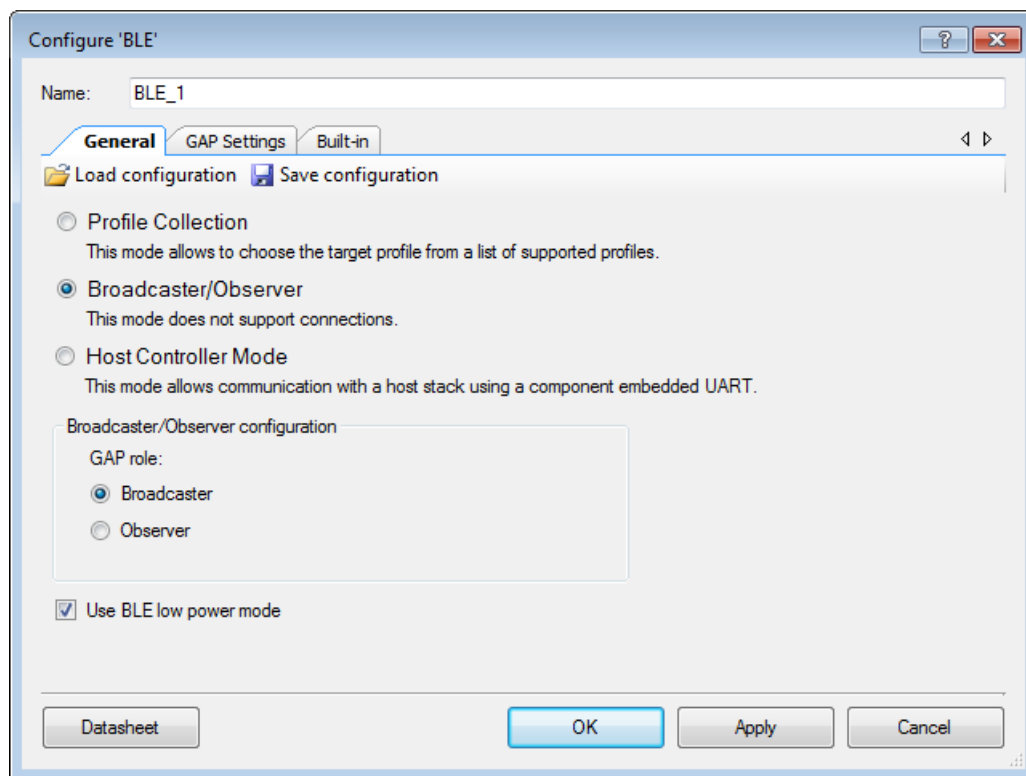 Configure 'BLE'
Name: BLE_1
General GAP Settings Built-in
Load configuration Save configuration
Profile Collection
This mode allows to choose the target profile from a list of supported profiles.
Broadcaster/Observer
This mode does not support connections.
Host Controller Mode
This mode allows communication with a host stack using a component embedded UART.
Broadcaster/Observer configuration
GAP role:
Broadcaster
Observer
Use BLE low power mode
Datasheet OK Apply Cancel